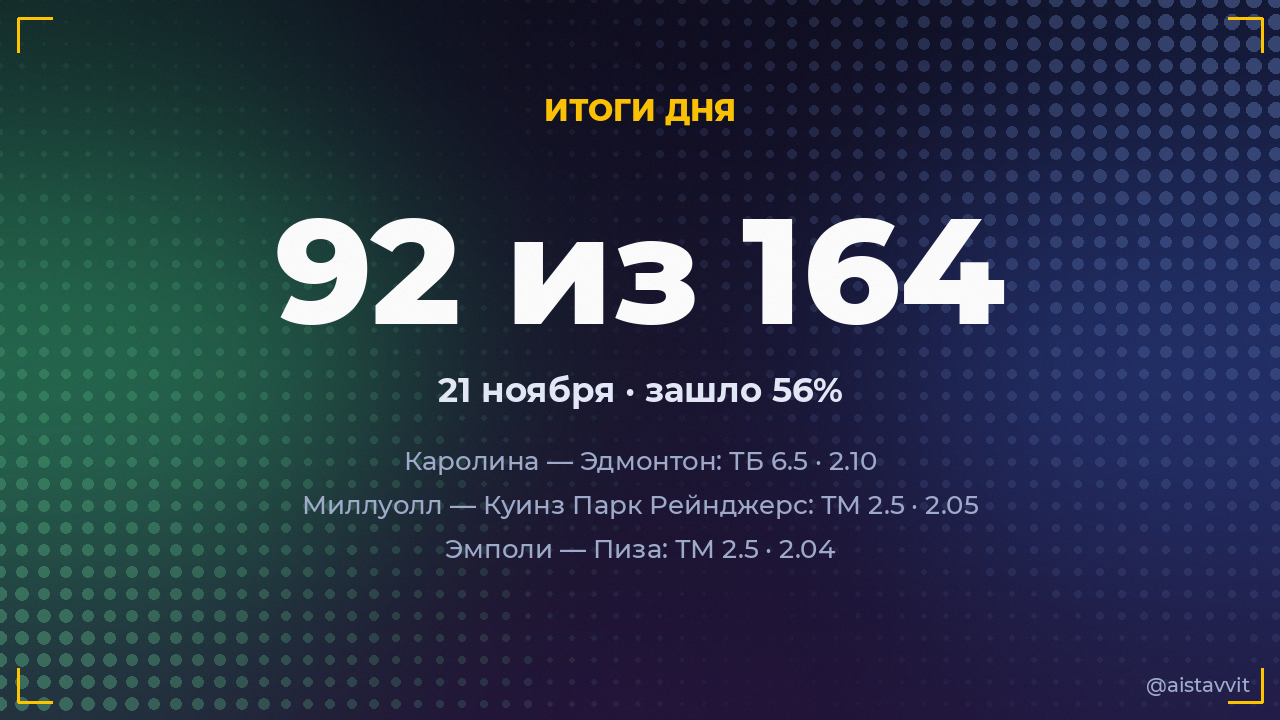 ИТОГИ ДНЯ
92 из 164
21 ноября · зашло 56%
Каролина — Эдмонтон: ТБ 6.5 · 2.10
Миллуолл — Куинз Парк Рейнджерс: ТМ 2.5 · 2.05
Эмполи — Пиза: ТМ 2.5 · 2.04
@aistavvit